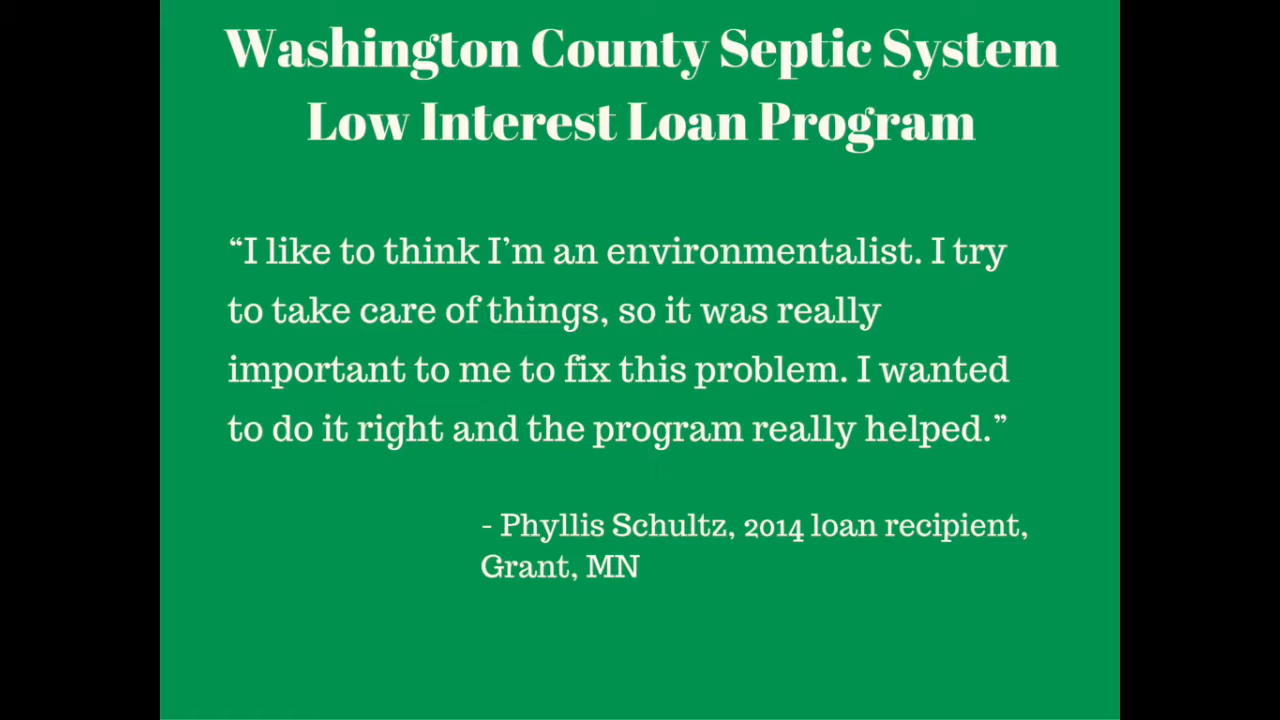 Washington County Septic System
Low Interest Loan Program
“I like to think I’m an environmentalist. I try
to take care of things, so it was really
important to me to fix this problem. I wanted
to do it right and the program really helped.”
- Phyllis Schultz, 2014 loan recipient,
Grant, MN